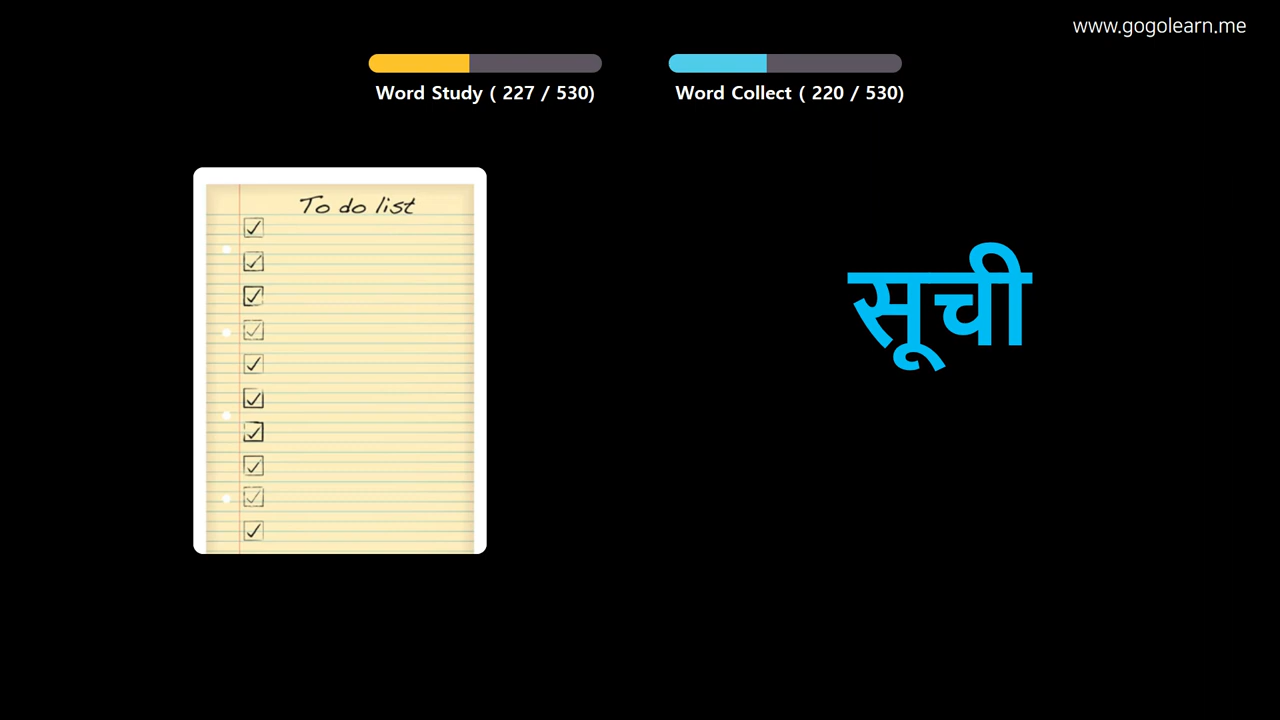 www.gogolearn.me
Word Study ( 227 / 530)
Word Collect ( 220 / 530)
To do list
सूची